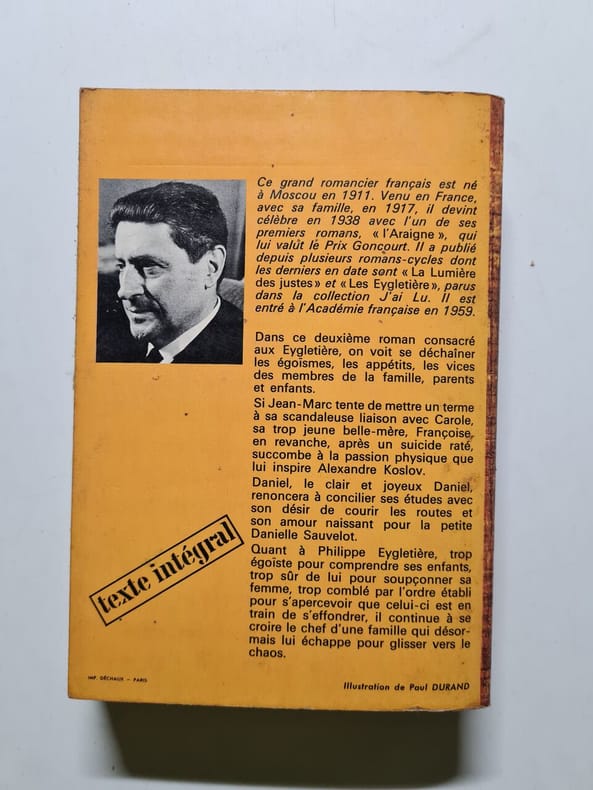 Ce grand romancier français est né
à Moscou en 1911. Venu en France,
avec sa famille, en 1917, il devint
célèbre en 1938 avec l'un de ses
premiers romans, « l'Araigne », qui
lui valût le Prix Goncourt. Il a publié
depuis plusieurs romans-cycles dont
les derniers en date sont « La Lumière
des justes » et « Les Eygletière », parus
dans la collection J'ai Lu. Il est
entré à l'Académie française en 1959.
Dans ce deuxième roman consacré
aux Eygletière, on voit se déchaîner
les égoïsmes, les appétits, les vices
des membres de la famille, parents
et enfants.
Si Jean-Marc tente de mettre un terme
à sa scandaleuse liaison avec Carole,
sa trop jeune belle-mère, Françoise,
en revanche, après un suicide raté,
succombe à la passion physique que
lui inspire Alexandre Koslov.
Daniel, le clair et joyeux Daniel,
renoncera à concilier ses études avec
son désir de courir les routes et
son amour naissant pour la petite
Danielle Sauvelot.
Quant à Philippe Eygletière, trop
égoïste pour comprendre ses enfants,
trop sûr de lui pour soupçonner sa
femme, trop comblé par l'ordre établi
pour s'apercevoir que celui-ci est en
train de s'effondrer, il continue à se
croire le chef d'une famille qui désor-
mais lui échappe pour glisser vers le
chaos.
texte intégral
IMP. DÉCHAUX - PARIS
Illustration de Paul DURAND